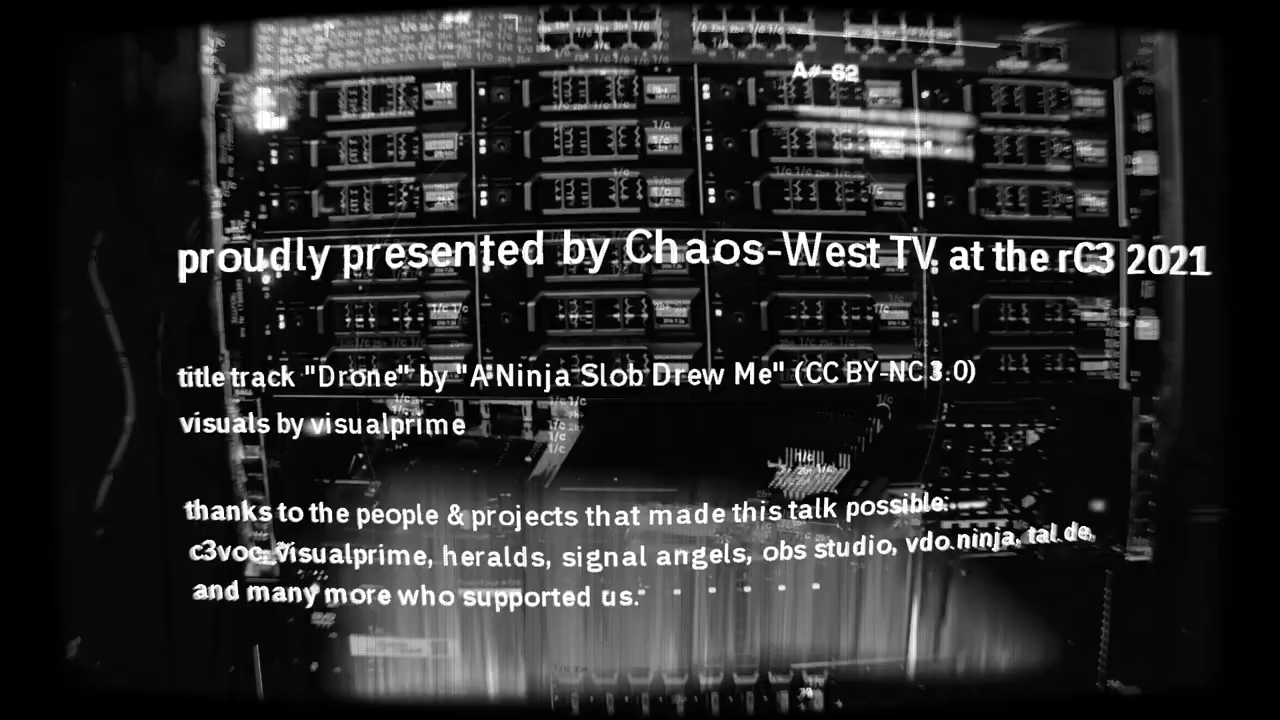 A#-62
proudly presented by Chaos-West TV. at the rC3 2021
title track "Drone" by "A Ninja Slob Drew Me" (CC BY-NC 3.0)
visuals by visualprime
thanks to the people & projects that made this talk possible:
c3voc, visualprime, heralds, signal angels, obs studio, vdo.ninja, tal.de,
and many more who supported us.